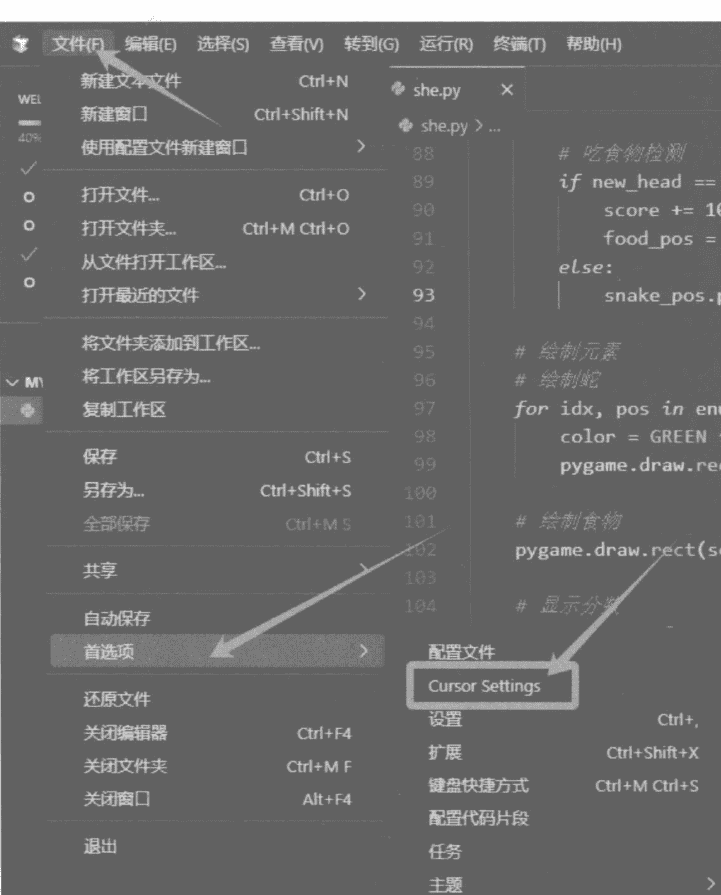 文件(F) 编辑(E) 选择(S) 查看(V) 转到(G) 运行(R) 终端(T) 帮助(H)
WEL
40%
MY
新建文本文件 Ctrl+N
新建窗口 Ctrl+Shift+N
使用配置文件新建窗口
打开文件... Ctrl+O
打开文件夹... Ctrl+M Ctrl+O
从文件打开工作区...
打开最近的文件
将文件夹添加到工作区...
将工作区另存为...
复制工作区
保存 Ctrl+S
另存为... Ctrl+Shift+S
全部保存 Ctrl+M S
共享
自动保存
首选项
还原文件
关闭编辑器 Ctrl+F4
关闭文件夹 Ctrl+M F
关闭窗口 Alt+F4
退出
she.py ×
she.py > ...
88 # 吃食物检测
89 if new_head ==
90 score += 10
91 food_pos =
92 else:
93 snake_pos.p
94
95 # 绘制元素
96 # 绘制蛇
97 for idx, pos in enu
98 color = GREEN
99 pygame.draw.rec
100
101 # 绘制食物
102 pygame.draw.rect(sc
103
104 # 显示分数
配置文件
Cursor Settings
设置 Ctrl+,
扩展 Ctrl+Shift+X
键盘快捷方式 Ctrl+M Ctrl+S
配置代码片段
任务
主题